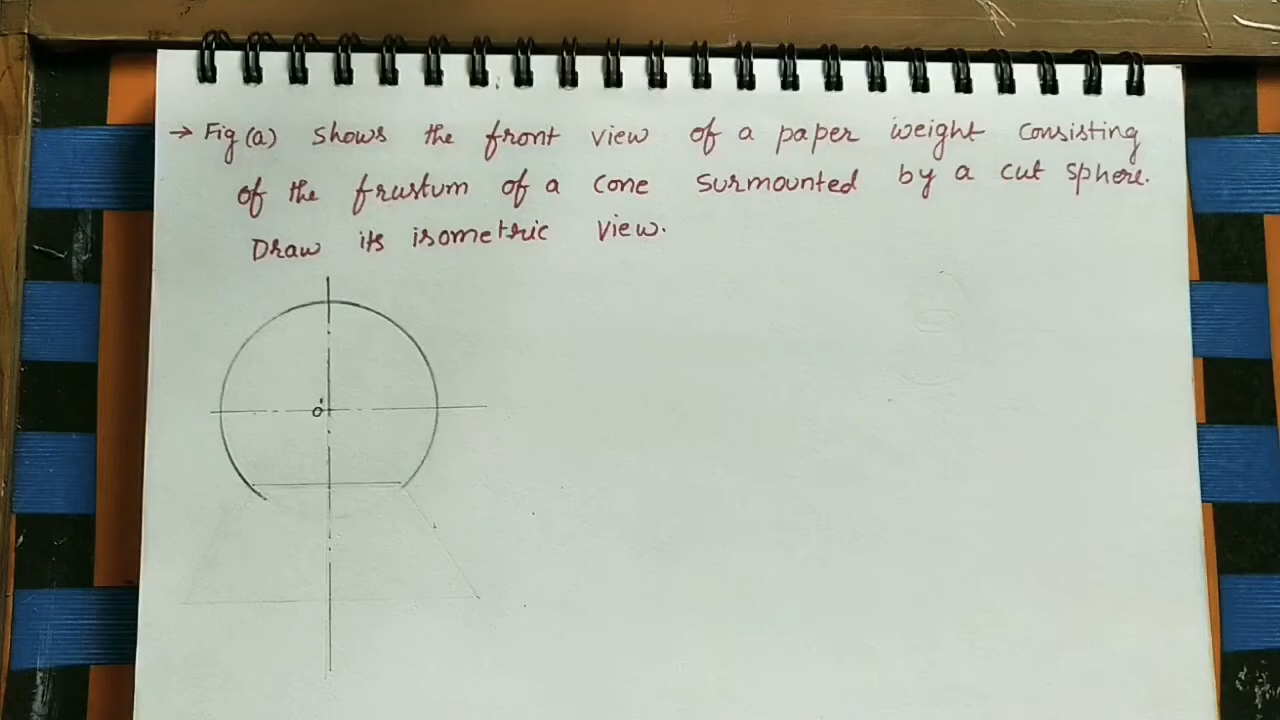 → Fig (a) shows the front view of a paper weight consisting
of the frustum of a cone surmounted by a cut sphere.
Draw its isometric view.
o'